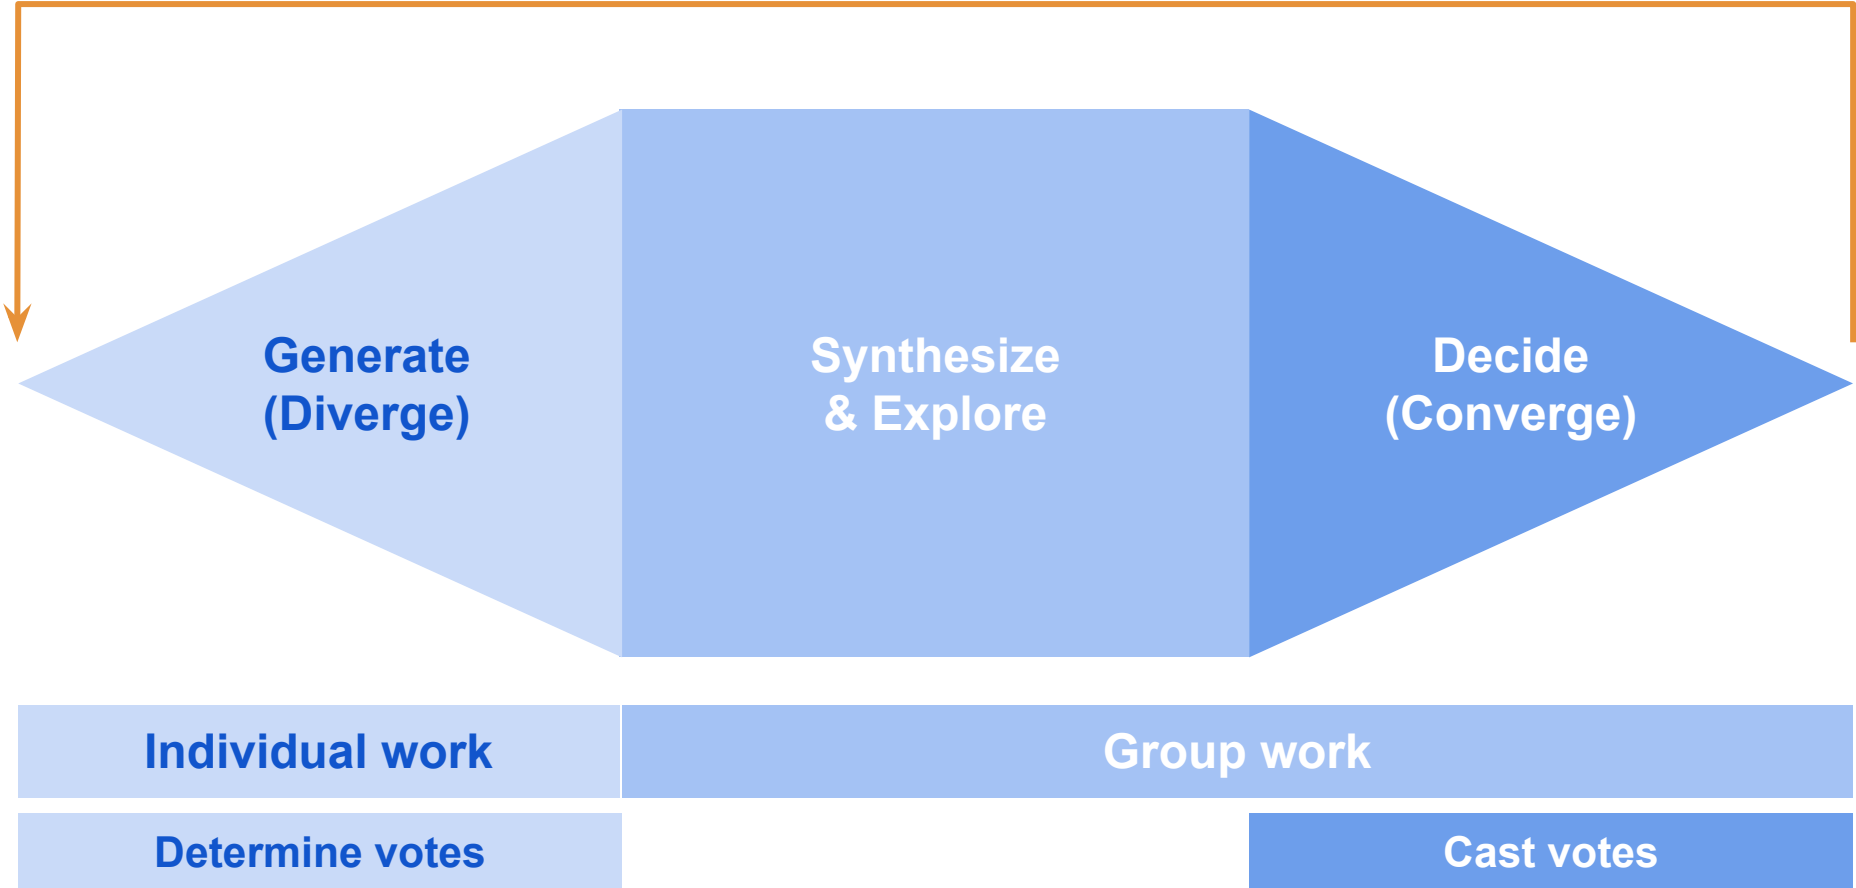 Generate
(Diverge)
Synthesize
& Explore
Decide
(Converge)
Individual work
Group work
Determine votes
Cast votes